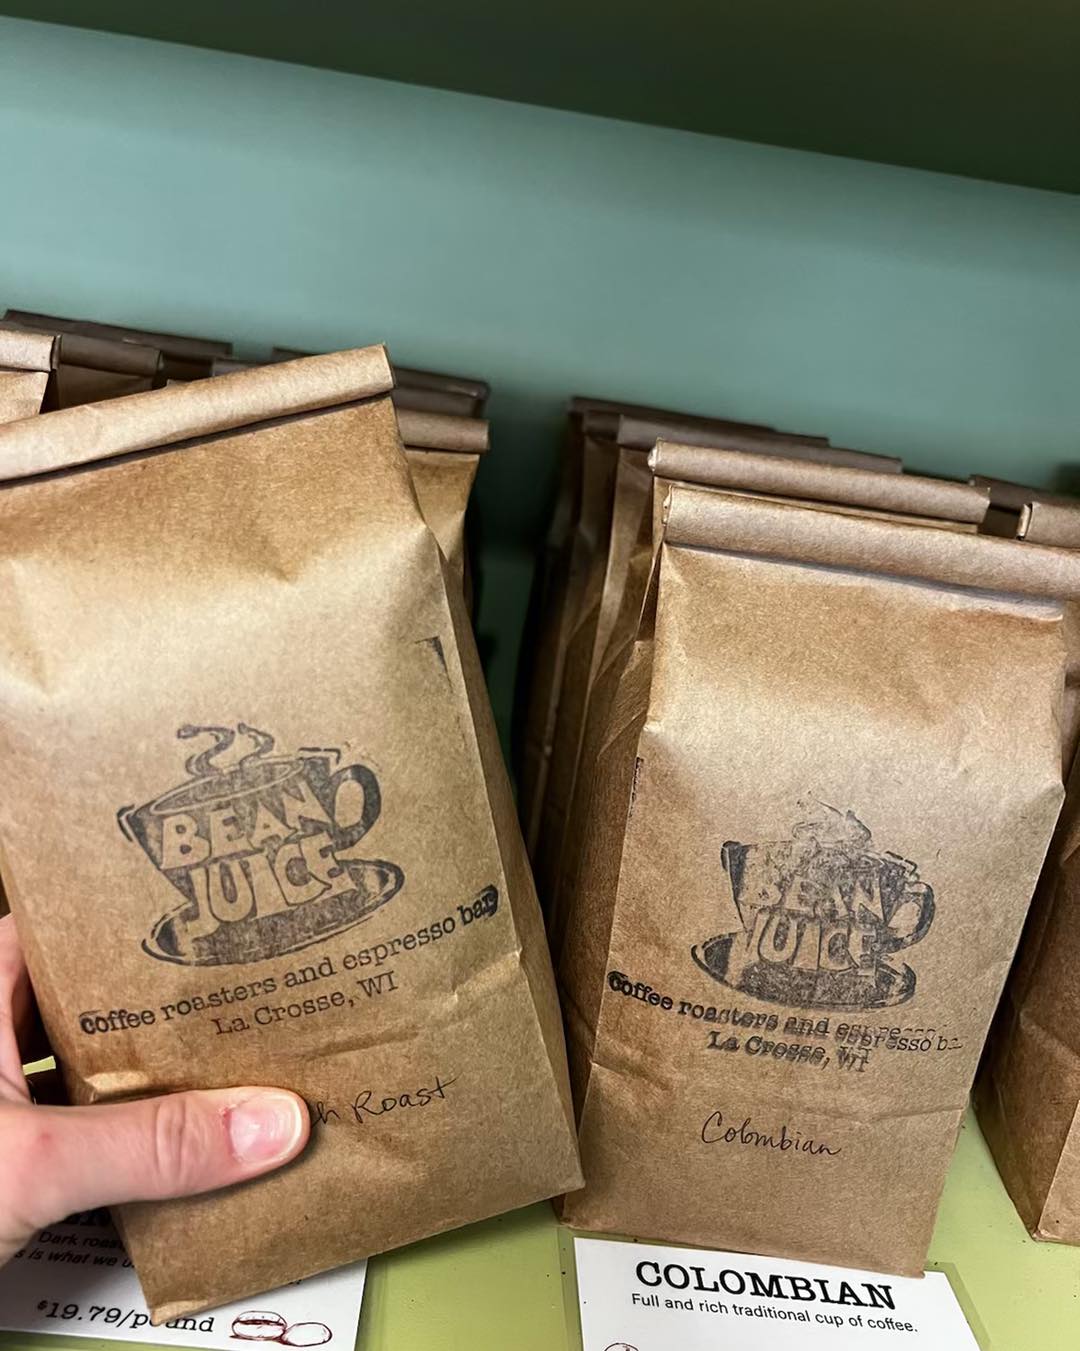 BEAN
JUICE
coffee roasters and espresso bar
La Crosse, WI
ch Roast
Dark roast
is what we
$19.79/pound
BEAN
JUICE
coffee roasters and espresso ba
La Crosse, WI
Colombian
COLOMBIAN
Full and rich traditional cup of coffee.